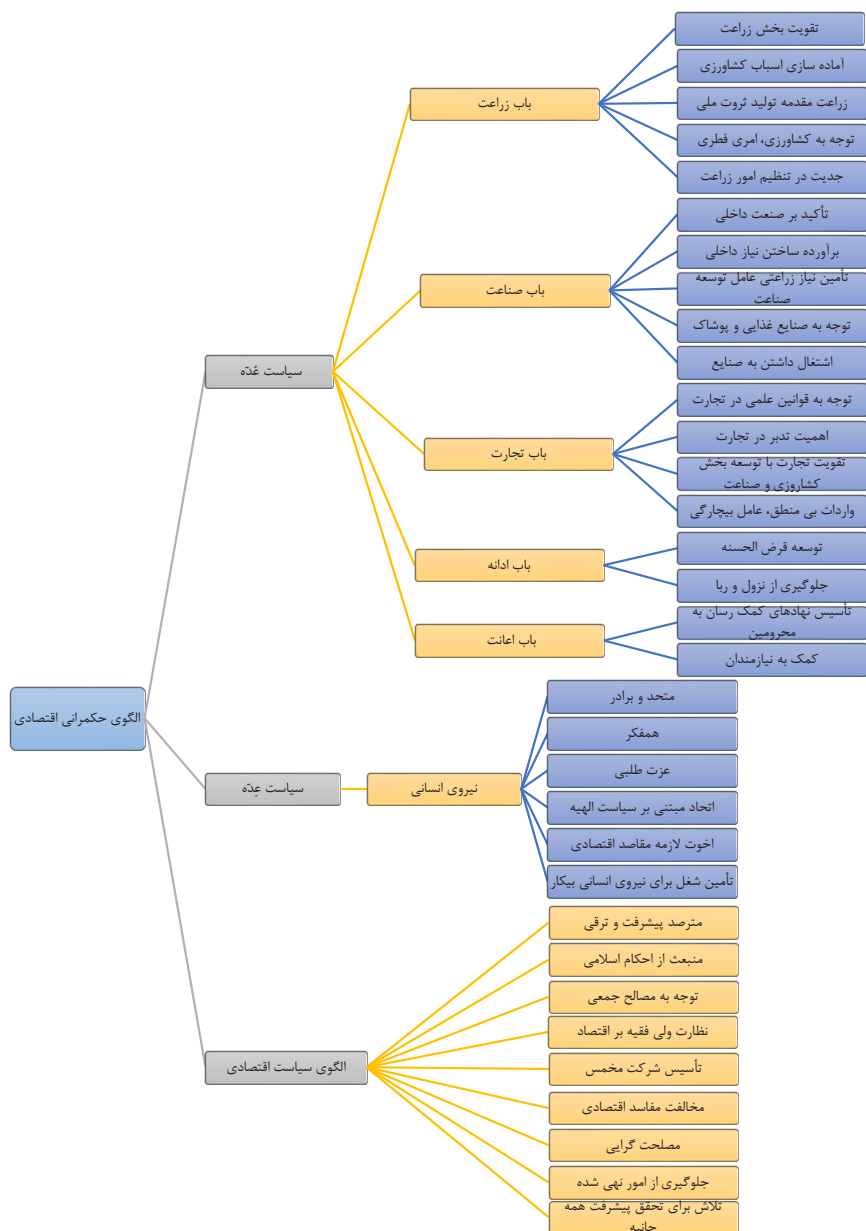 الگوی حکمرانی اقتصادی
سیاست عُدّه
باب زراعت
تقویت بخش زراعت
آماده سازی اسباب کشاورزی
زراعت مقدمه تولید ثروت ملی
توجه به کشاورزی، امری فطری
جدیت در تنظیم امور زراعت
باب صناعت
تأکید بر صنعت داخلی
برآورده ساختن نیاز داخلی
تأمین نیاز زراعتی عامل توسعه
صناعت
توجه به صنایع غذایی و پوشاک
اشتغال داشتن به صنایع
باب تجارت
توجه به قوانین علمی در تجارت
اهمیت تدبر در تجارت
تقویت تجارت با توسعه بخش
کشاروزی و صناعت
واردات بی منطق، عامل بیچارگی
باب ادانه
توسعه قرض الحسنه
جلوگیری از نزول و ربا
باب اعانت
تأسیس نهادهای کمک رسان به
محرومین
کمک به نیازمندان
سیاست عِدّه
نیروی انسانی
متحد و برادر
همفکر
عزت طلبی
اتحاد مبتنی بر سیاست الهیه
اخوت لازمه مقاصد اقتصادی
تأمین شغل برای نیروی انسانی بیکار
الگوی سیاست اقتصادی
مترصد پیشرفت و ترقی
منبعث از احکام اسلامی
توجه به مصالح جمعی
نظارت ولی فقیه بر اقتصاد
تأسیس شرکت مخمس
مخالفت مفاسد اقتصادی
مصلحت گرایی
جلوگیری از امور نهی شده
تلاش برای تحقق پیشرفت همه
جانبه